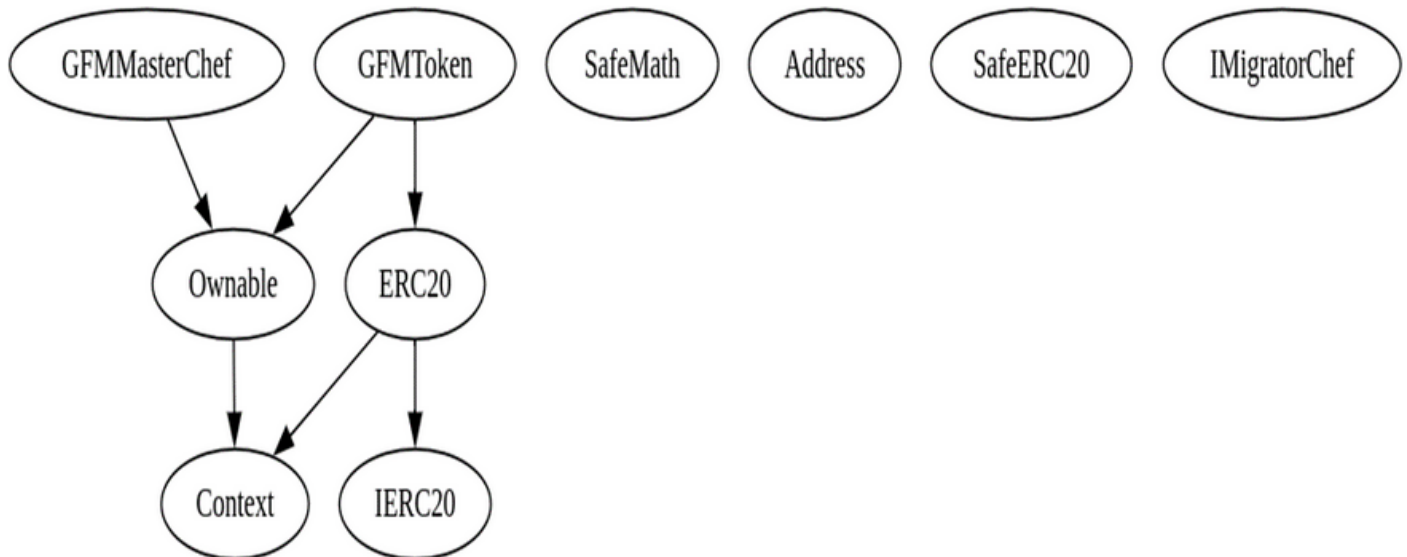 GFMMasterChef GFMToken SafeMath Address SafeERC20 IMigratorChef
Ownable ERC20
Context IERC20